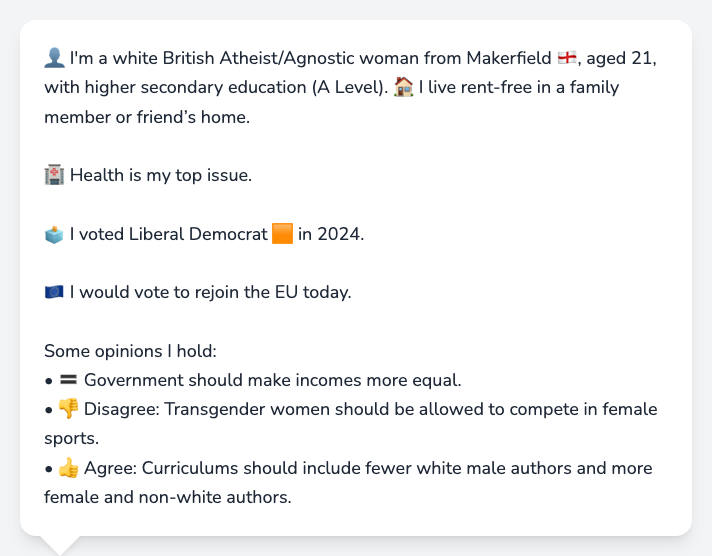 👤 I'm a white British Atheist/Agnostic woman from Makerfield 🏴󠁧󠁢󠁥󠁮󠁧󠁿, aged 21,
with higher secondary education (A Level). 🏠 I live rent-free in a family
member or friend’s home.
🏥 Health is my top issue.
🗳️ I voted Liberal Democrat 🟧 in 2024.
🇪🇺 I would vote to rejoin the EU today.
Some opinions I hold:
• 🟰 Government should make incomes more equal.
• 👎 Disagree: Transgender women should be allowed to compete in female
sports.
• 👍 Agree: Curriculums should include fewer white male authors and more
female and non-white authors.